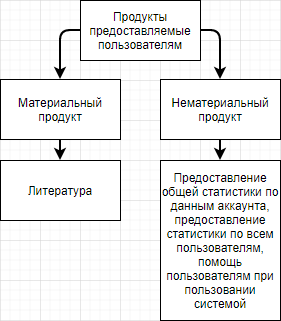 Продукты
предоставляемые
пользователям
Материальный
продукт
Нематериальный
продукт
Литература
Предоставление
общей статистики по
данным аккаунта,
предоставление
статистики по всем
пользователям,
помощь
пользователям при
пользовании
системой